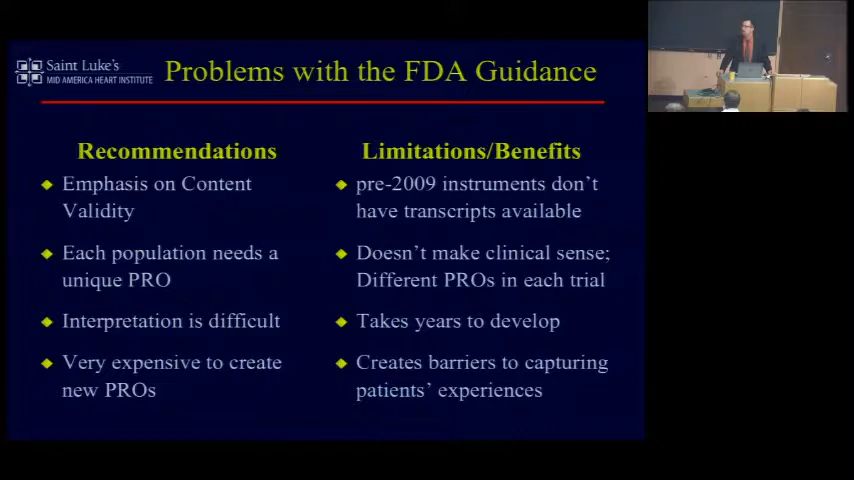 Saint Luke's
MID AMERICA HEART INSTITUTE
Problems with the FDA Guidance
Recommendations
Emphasis on Content
Validity
Each population needs a
unique PRO
Interpretation is difficult
Very expensive to create
new PROs
Limitations/Benefits
pre-2009 instruments don't
have transcripts available
Doesn't make clinical sense;
Different PROs in each trial
Takes years to develop
Creates barriers to capturing
patients' experiences